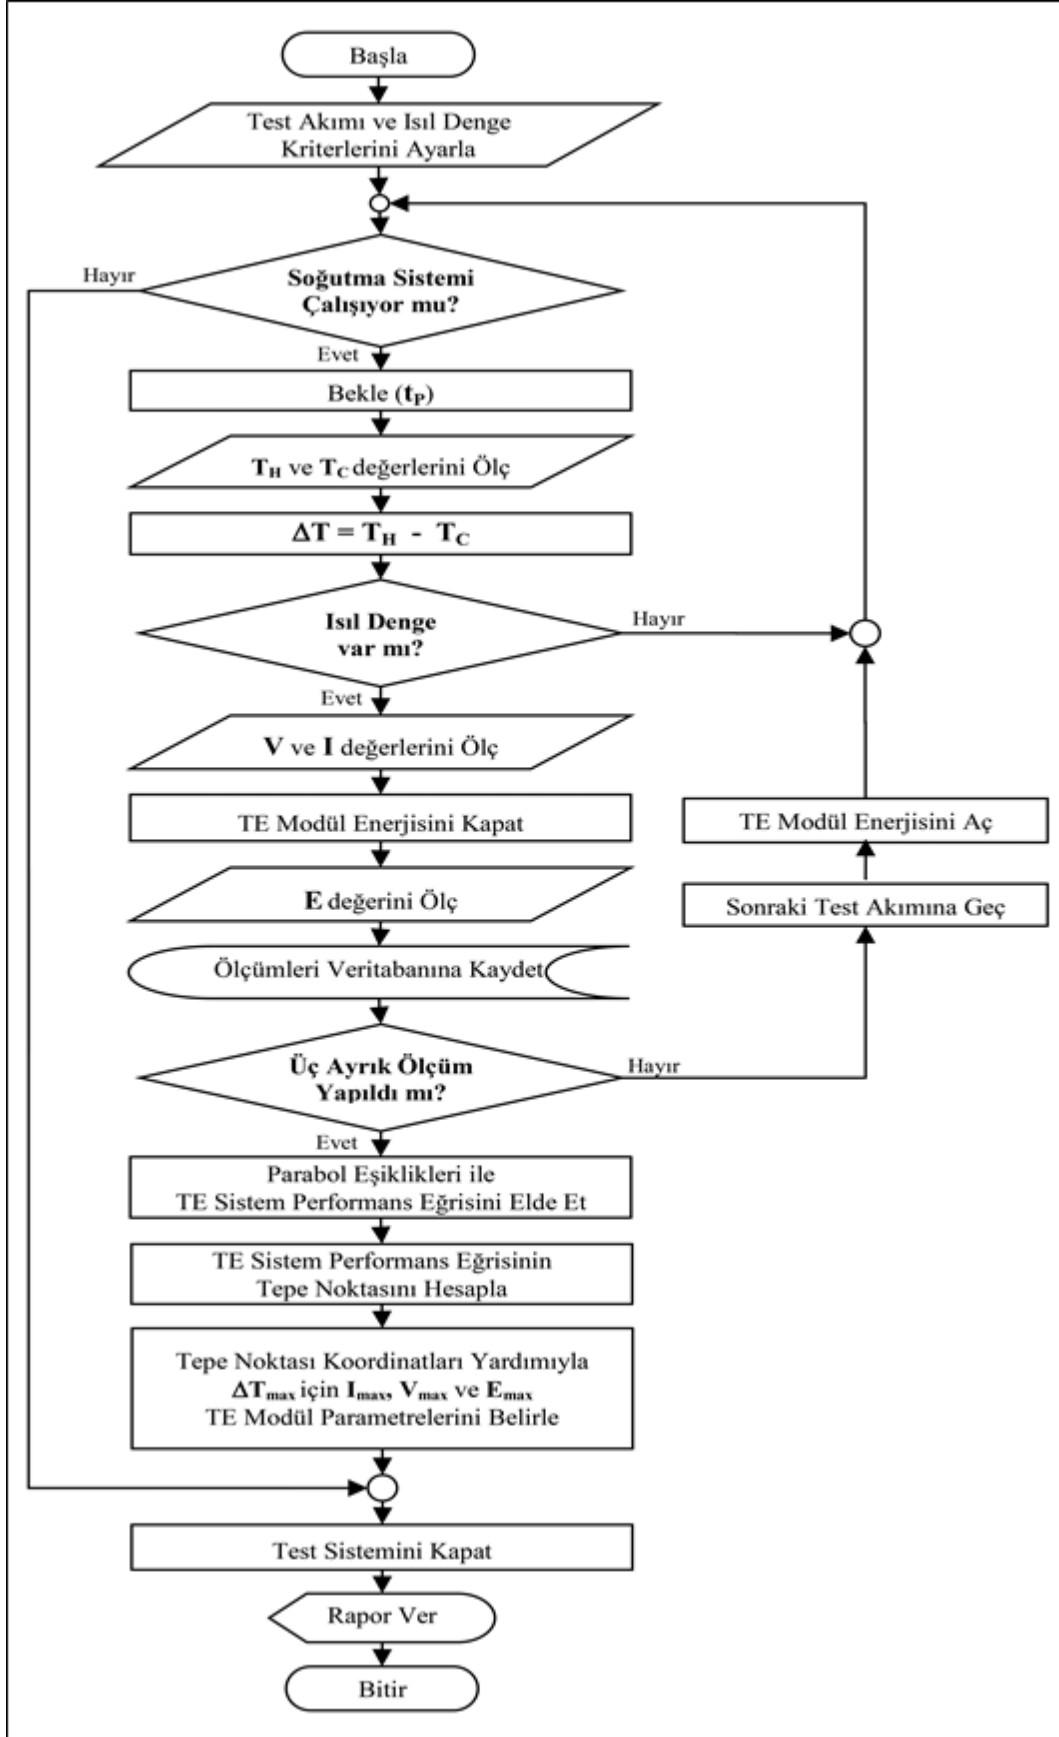 Başla
Test Akımı ve Isıl Denge
Kriterlerini Ayarla
Hayır
Soğutma Sistemi
Çalışıyor mu?
Evet
Bekle (tP)
TH ve TC değerlerini Ölç
ΔT = TH - TC
Isıl Denge
var mı?
Hayır
Evet
V ve I değerlerini Ölç
TE Modül Enerjisini Kapat
TE Modül Enerjisini Aç
E değerini Ölç
Sonraki Test Akımına Geç
Ölçümleri Veritabanına Kaydet
Üç Ayrık Ölçüm
Yapıldı mı?
Hayır
Evet
Parabol Eşiklikleri ile
TE Sistem Performans Eğrisini Elde Et
TE Sistem Performans Eğrisinin
Tepe Noktasını Hesapla
Tepe Noktası Koordinatları Yardımıyla
ΔTmax için Imax, Vmax ve Emax
TE Modül Parametrelerini Belirle
Test Sistemini Kapat
Rapor Ver
Bitir